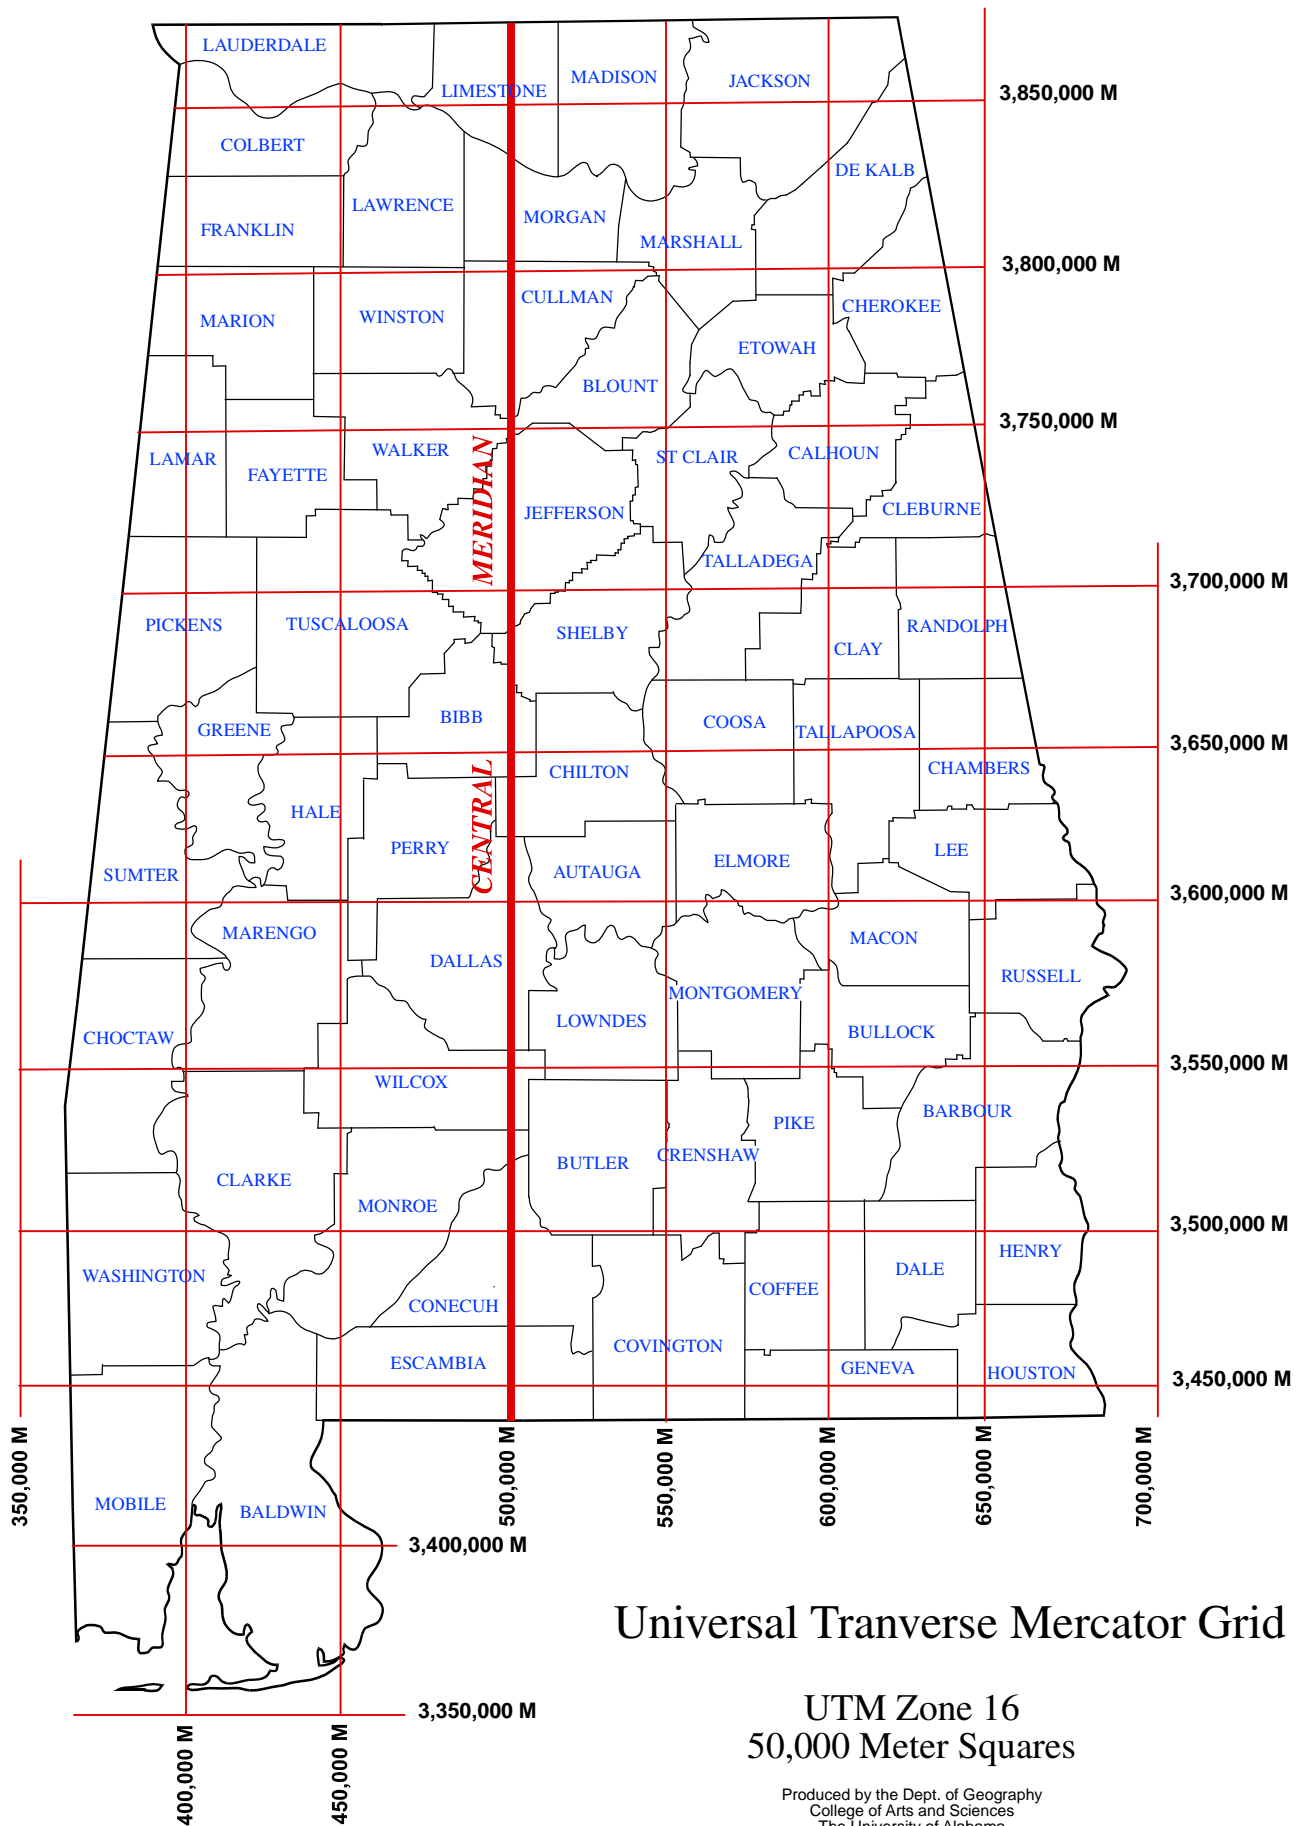 LAUDERDALE
LIMESTONE
MADISON
JACKSON
3,850,000 M
COLBERT
DE KALB
LAWRENCE
FRANKLIN
MORGAN
MARSHALL
3,800,000 M
CULLMAN
CHEROKEE
MARION
WINSTON
ETOWAH
BLOUNT
3,750,000 M
WALKER
LAMAR
FAYETTE
ST CLAIR
CALHOUN
MERIDIAN
JEFFERSON
CLEBURNE
TALLADEGA
3,700,000 M
PICKENS
TUSCALOOSA
SHELBY
RANDOLPH
CLAY
GREENE
BIBB
COOSA
TALLAPOOSA
3,650,000 M
CHILTON
CHAMBERS
HALE
CENTRAL
PERRY
LEE
SUMTER
AUTAUGA
ELMORE
3,600,000 M
MARENGO
MACON
DALLAS
RUSSELL
MONTGOMERY
CHOCTAW
LOWNDES
BULLOCK
3,550,000 M
WILCOX
BARBOUR
PIKE
CLARKE
BUTLER
CRENSHAW
MONROE
3,500,000 M
HENRY
WASHINGTON
DALE
COFFEE
CONECUH
COVINGTON
ESCAMBIA
GENEVA
HOUSTON
3,450,000 M
350,000 M
500,000 M
550,000 M
600,000 M
650,000 M
700,000 M
MOBILE
BALDWIN
3,400,000 M
Universal Tranverse Mercator Grid
3,350,000 M
400,000 M
450,000 M
UTM Zone 16
50,000 Meter Squares
Produced by the Dept. of Geography
College of Arts and Sciences
The University of Alabama